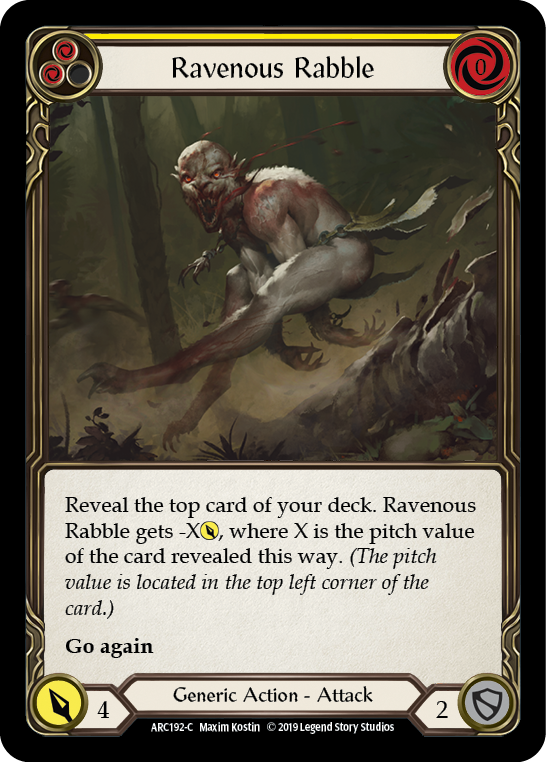 Ravenous Rabble
0
Reveal the top card of your deck. Ravenous
Rabble gets -X, where X is the pitch value
of the card revealed this way. (The pitch
value is located in the top left corner of the
card.)
Go again
4
Generic Action - Attack
2
ARC192-C Maxim Kostin © 2019 Legend Story Studios